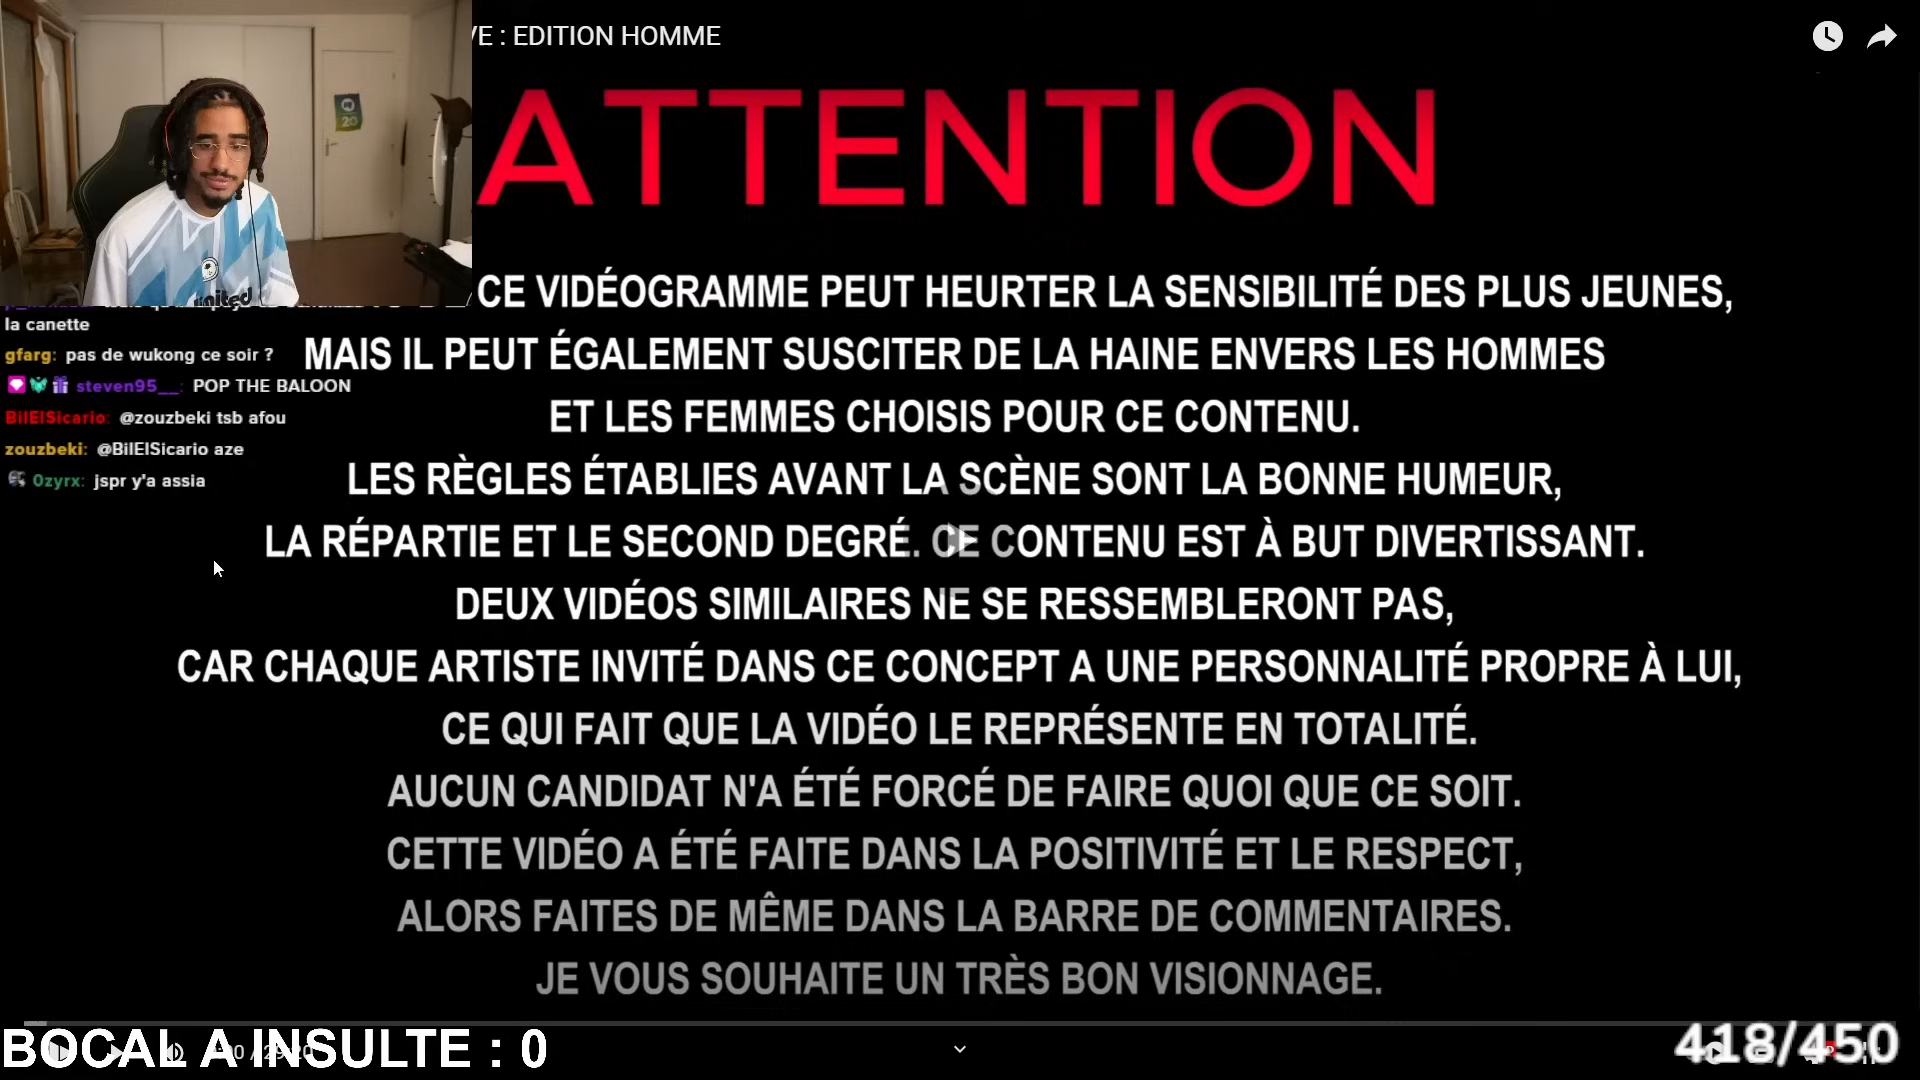 VE : EDITION HOMME
ATTENTION
20
united
CE VIDÉOGRAMME PEUT HEURTER LA SENSIBILITÉ DES PLUS JEUNES,
MAIS IL PEUT ÉGALEMENT SUSCITER DE LA HAINE ENVERS LES HOMMES
ET LES FEMMES CHOISIS POUR CE CONTENU.
LES RÈGLES ÉTABLIES AVANT LA SCÈNE SONT LA BONNE HUMEUR,
LA RÉPARTIE ET LE SECOND DEGRÉ. CE CONTENU EST À BUT DIVERTISSANT.
DEUX VIDÉOS SIMILAIRES NE SE RESSEMBLERONT PAS,
CAR CHAQUE ARTISTE INVITÉ DANS CE CONCEPT A UNE PERSONNALITÉ PROPRE À LUI,
CE QUI FAIT QUE LA VIDÉO LE REPRÉSENTE EN TOTALITÉ.
AUCUN CANDIDAT N'A ÉTÉ FORCÉ DE FAIRE QUOI QUE CE SOIT.
CETTE VIDÉO A ÉTÉ FAITE DANS LA POSITIVITÉ ET LE RESPECT,
ALORS FAITES DE MÊME DANS LA BARRE DE COMMENTAIRES.
JE VOUS SOUHAITE UN TRÈS BON VISIONNAGE.
la canette
gfarg: pas de wukong ce soir ?
steven95__: POP THE BALOON
BilElSicario: @zouzbeki tsb afou
zouzbeki: @BilElSicario aze
0zyrx: jspr y'a assia
BOCAL A INSULTE : 0
418/450